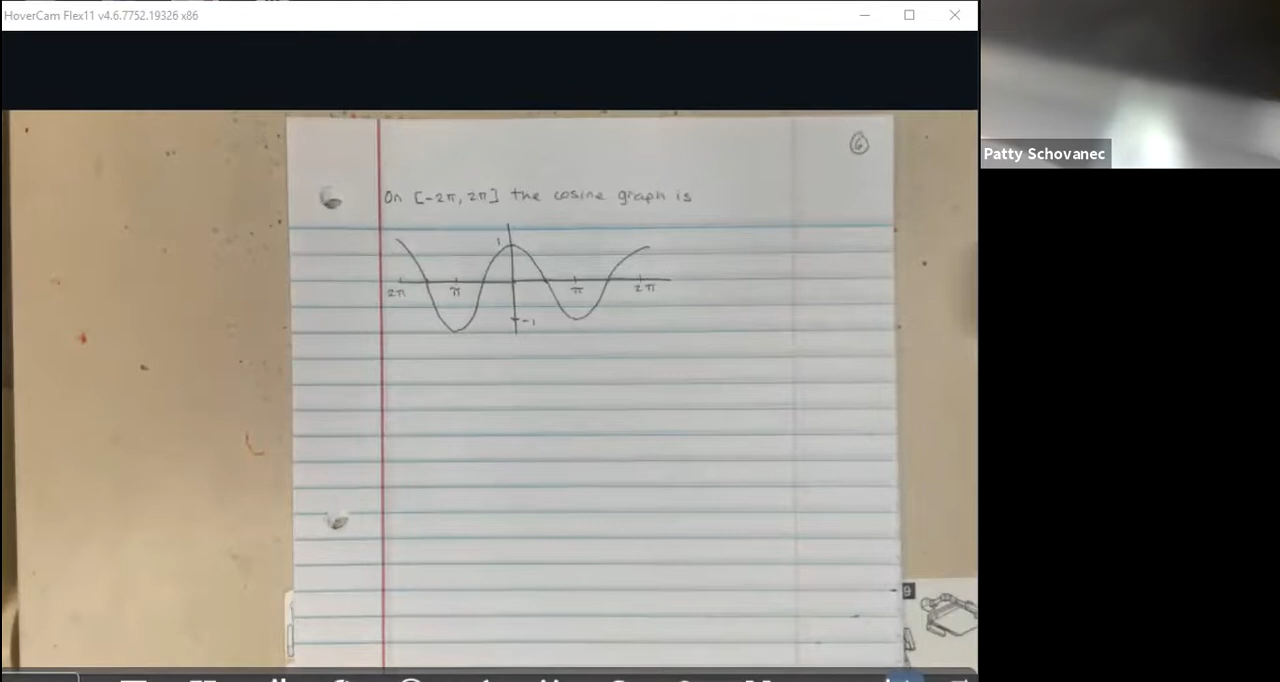 HoverCam Flex11 v4.6.7752.19326 x86
Patty Schovanec
6
On [-2π, 2π] the cosine graph is
1
2π π π 2π
-1
9